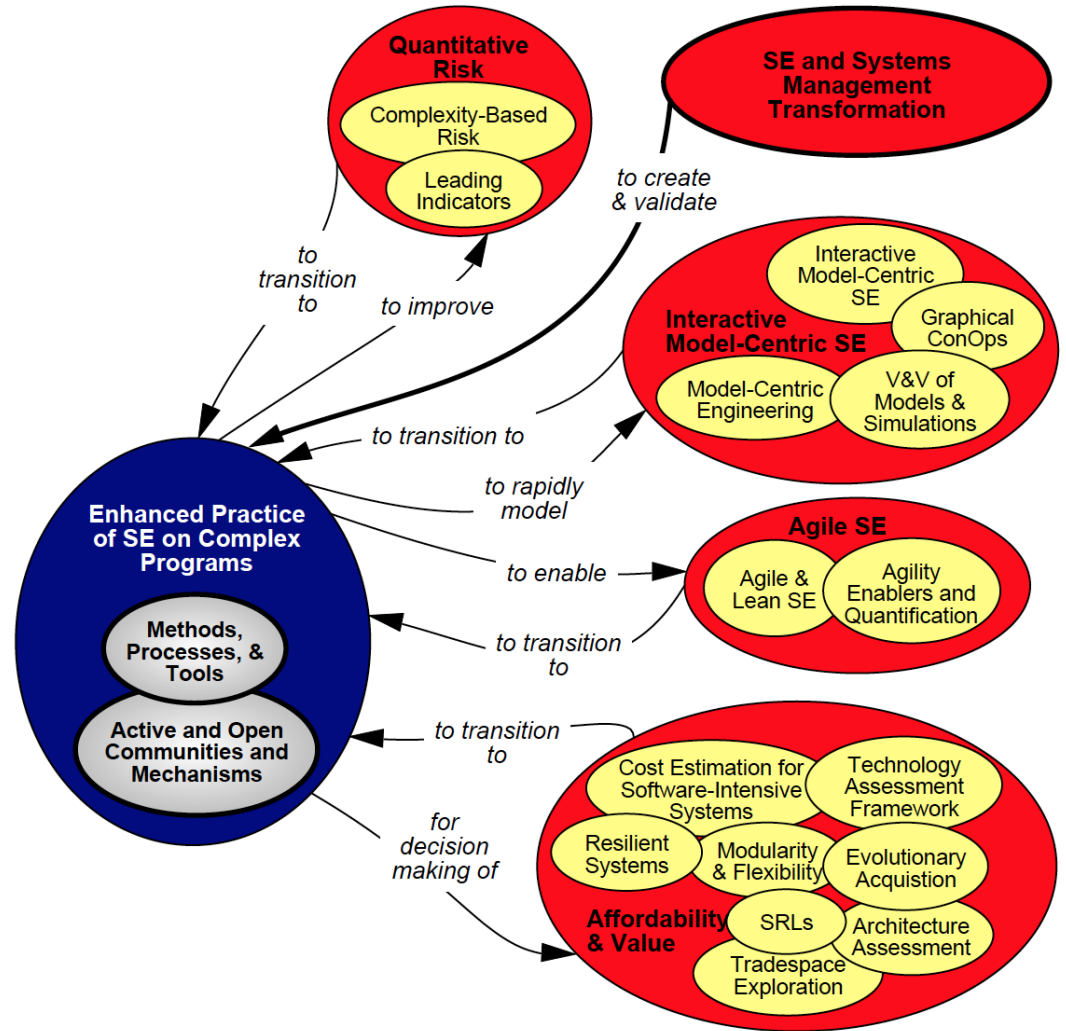 Quantitative
Risk
Complexity-Based
Risk
Leading
Indicators
SE and Systems
Management
Transformation
to create
& validate
to
transition
to
to improve
Interactive
Model-Centric
SE
Graphical
ConOps
Interactive
Model-Centric SE
Model-Centric
Engineering
V&V of
Models &
Simulations
to transition to
to rapidly
model
Enhanced Practice
of SE on Complex
Programs
Methods,
Processes, &
Tools
Active and Open
Communities and
Mechanisms
Agile SE
Agile &
Lean SE
Agility
Enablers and
Quantification
to enable
to transition
to
to transition
to
for
decision
making of
Cost Estimation for
Software-Intensive
Systems
Technology
Assessment
Framework
Resilient
Systems
Modularity
& Flexibility
Evolutionary
Acquistion
Affordability
& Value
SRLs
Architecture
Assessment
Tradespace
Exploration